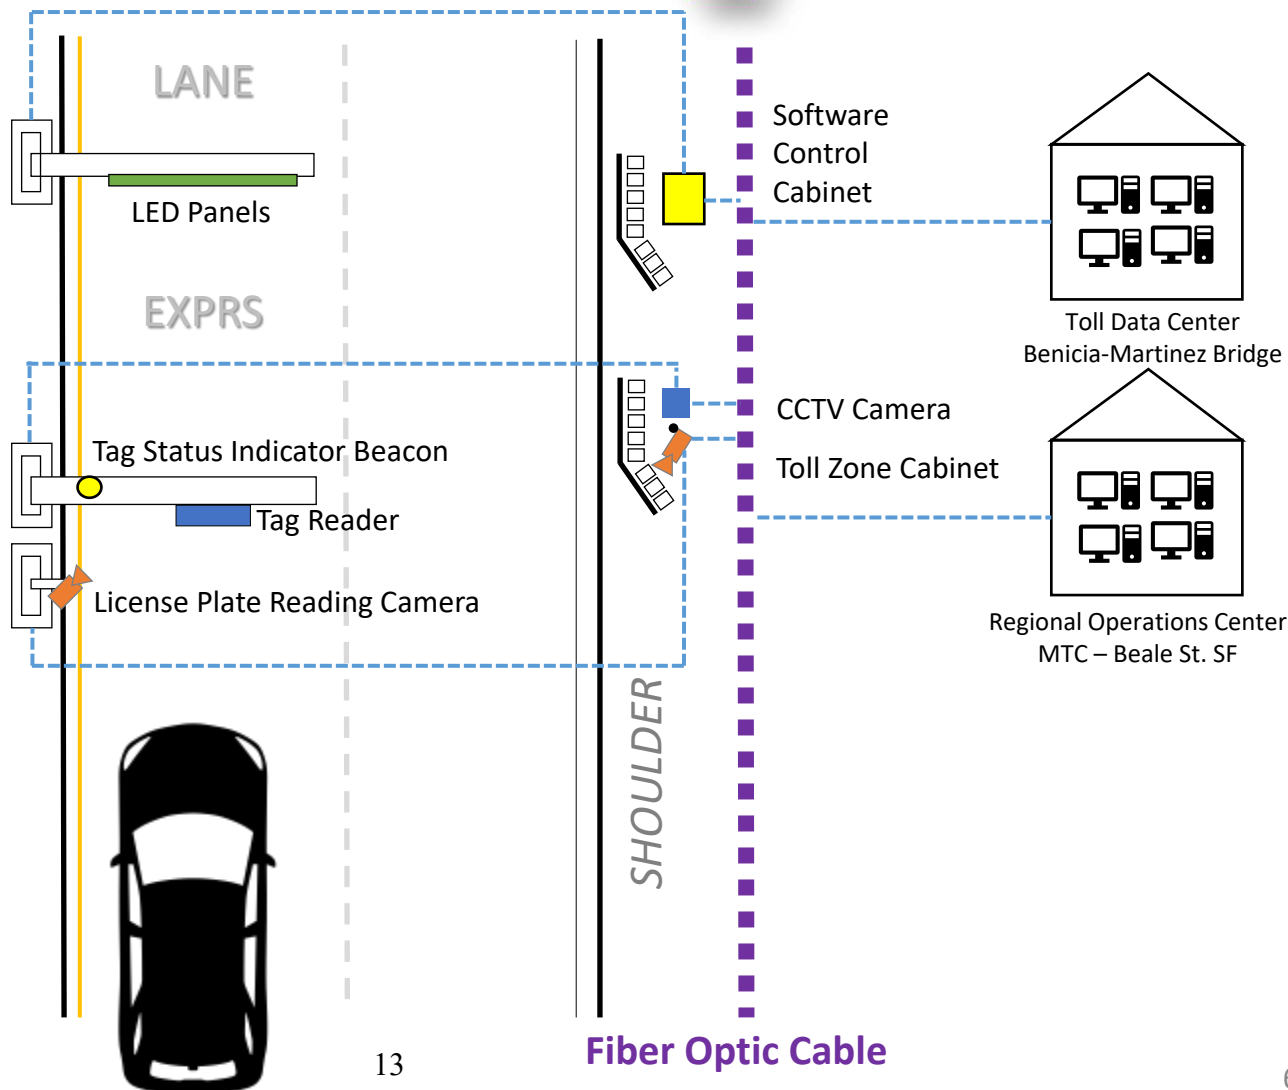 LANE
Software
Control
Cabinet
LED Panels
EXPRS
Toll Data Center
Benicia-Martinez Bridge
CCTV Camera
Tag Status Indicator Beacon
Toll Zone Cabinet
Tag Reader
License Plate Reading Camera
Regional Operations Center
MTC – Beale St. SF
SHOULDER
13
Fiber Optic Cable